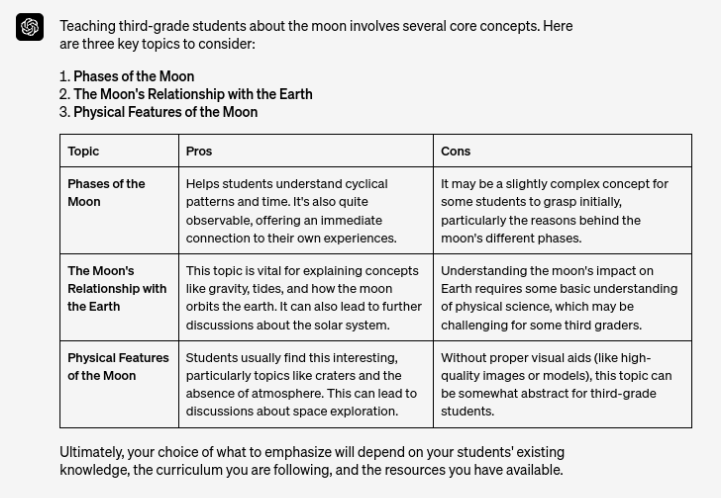 Teaching third-grade students about the moon involves several core concepts. Here
are three key topics to consider:
1. Phases of the Moon
2. The Moon's Relationship with the Earth
3. Physical Features of the Moon
Topic
Pros
Cons
Phases of the
Moon
Helps students understand cyclical
patterns and time. It's also quite
observable, offering an immediate
connection to their own experiences.
It may be a slightly complex concept for
some students to grasp initially,
particularly the reasons behind the
moon's different phases.
The Moon's
Relationship with
the Earth
This topic is vital for explaining concepts
like gravity, tides, and how the moon
orbits the earth. It can also lead to further
discussions about the solar system.
Understanding the moon's impact on
Earth requires some basic understanding
of physical science, which may be
challenging for some third graders.
Physical Features
of the Moon
Students usually find this interesting,
particularly topics like craters and the
absence of atmosphere. This can lead to
discussions about space exploration.
Without proper visual aids (like high-
quality images or models), this topic can
be somewhat abstract for third-grade
students.
Ultimately, your choice of what to emphasize will depend on your students' existing
knowledge, the curriculum you are following, and the resources you have available.